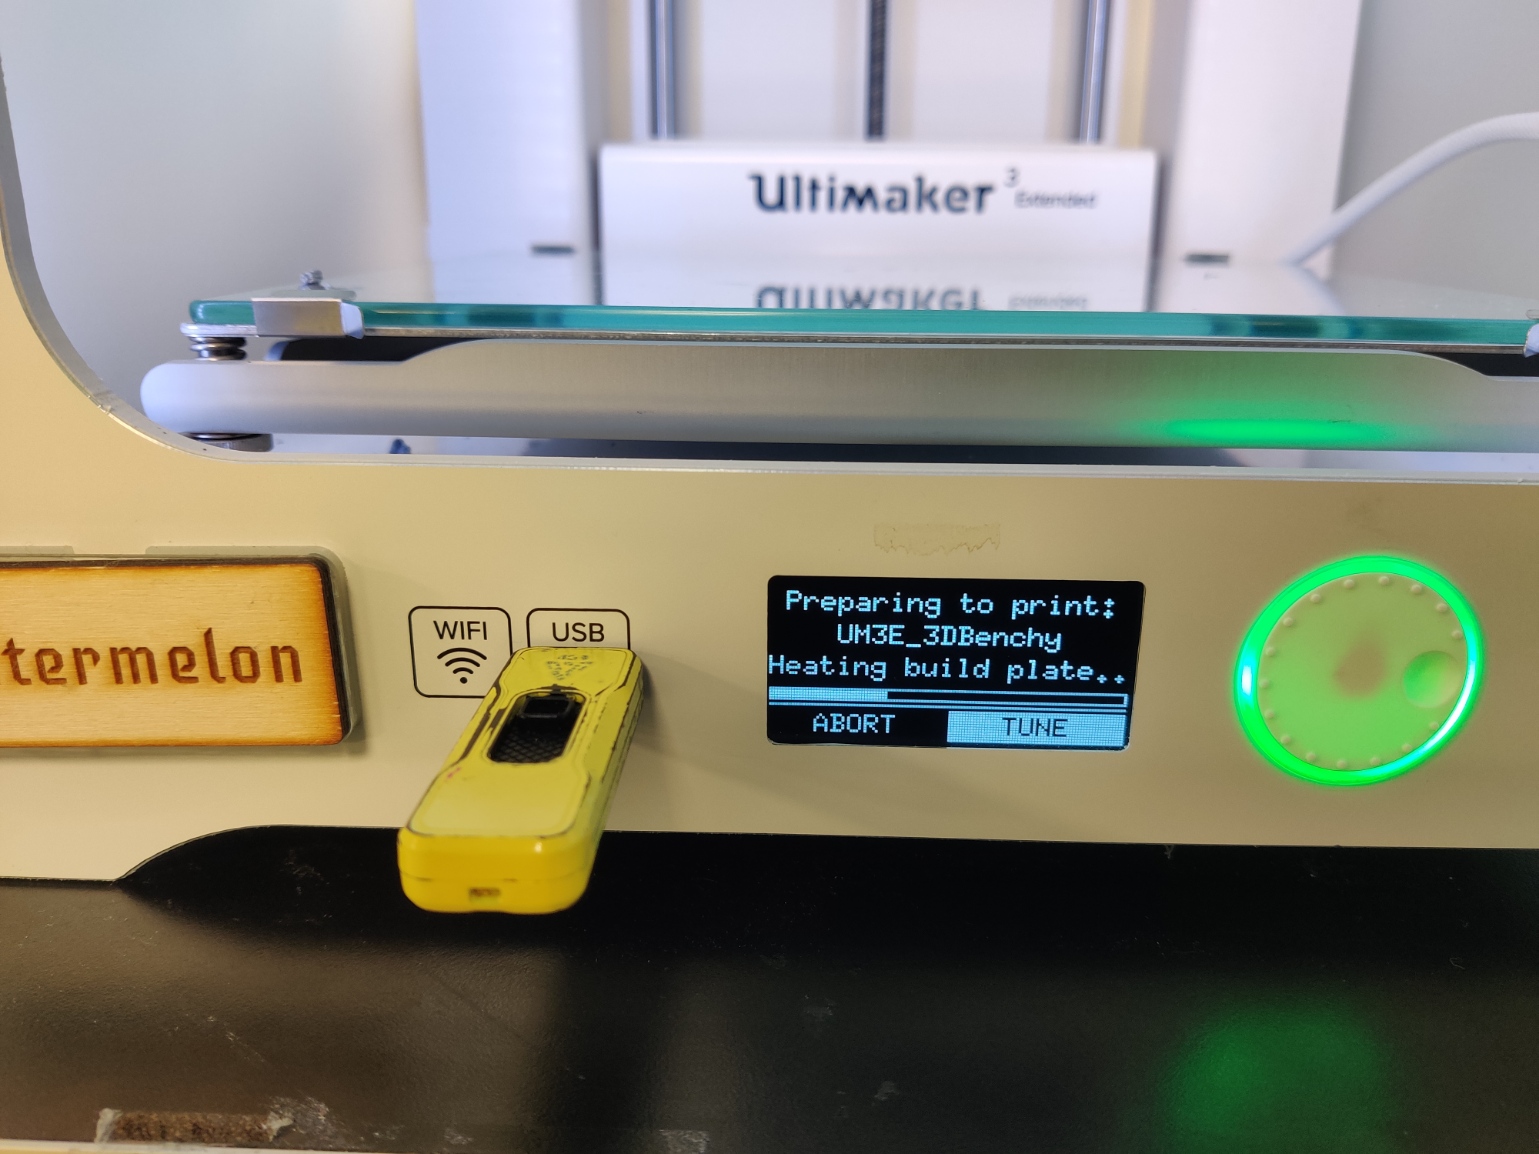 Ultimaker 3
Extended
termelon
WIFI
USB
Preparing to print:
UM3E_3DBenchy
Heating build plate..
ABORT
TUNE